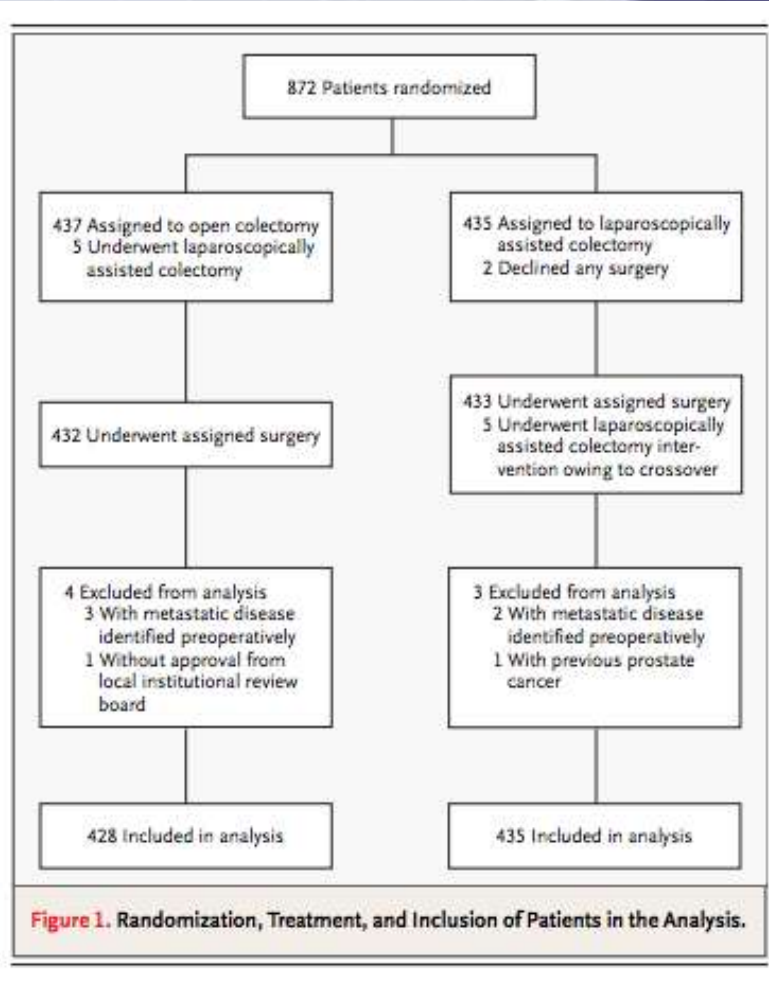 872 Patients randomized
437 Assigned to open colectomy
5 Underwent laparoscopically
assisted colectomy
435 Assigned to laparoscopically
assisted colectomy
2 Declined any surgery
432 Underwent assigned surgery
433 Underwent assigned surgery
5 Underwent laparoscopically
assisted colectomy inter-
vention owing to crossover
4 Excluded from analysis
3 With metastatic disease
identified preoperatively
1 Without approval from
local institutional review
board
3 Excluded from analysis
2 With metastatic disease
identified preoperatively
1 With previous prostate
cancer
428 Included in analysis
435 Included in analysis
Figure 1. Randomization, Treatment, and Inclusion of Patients in the Analysis.